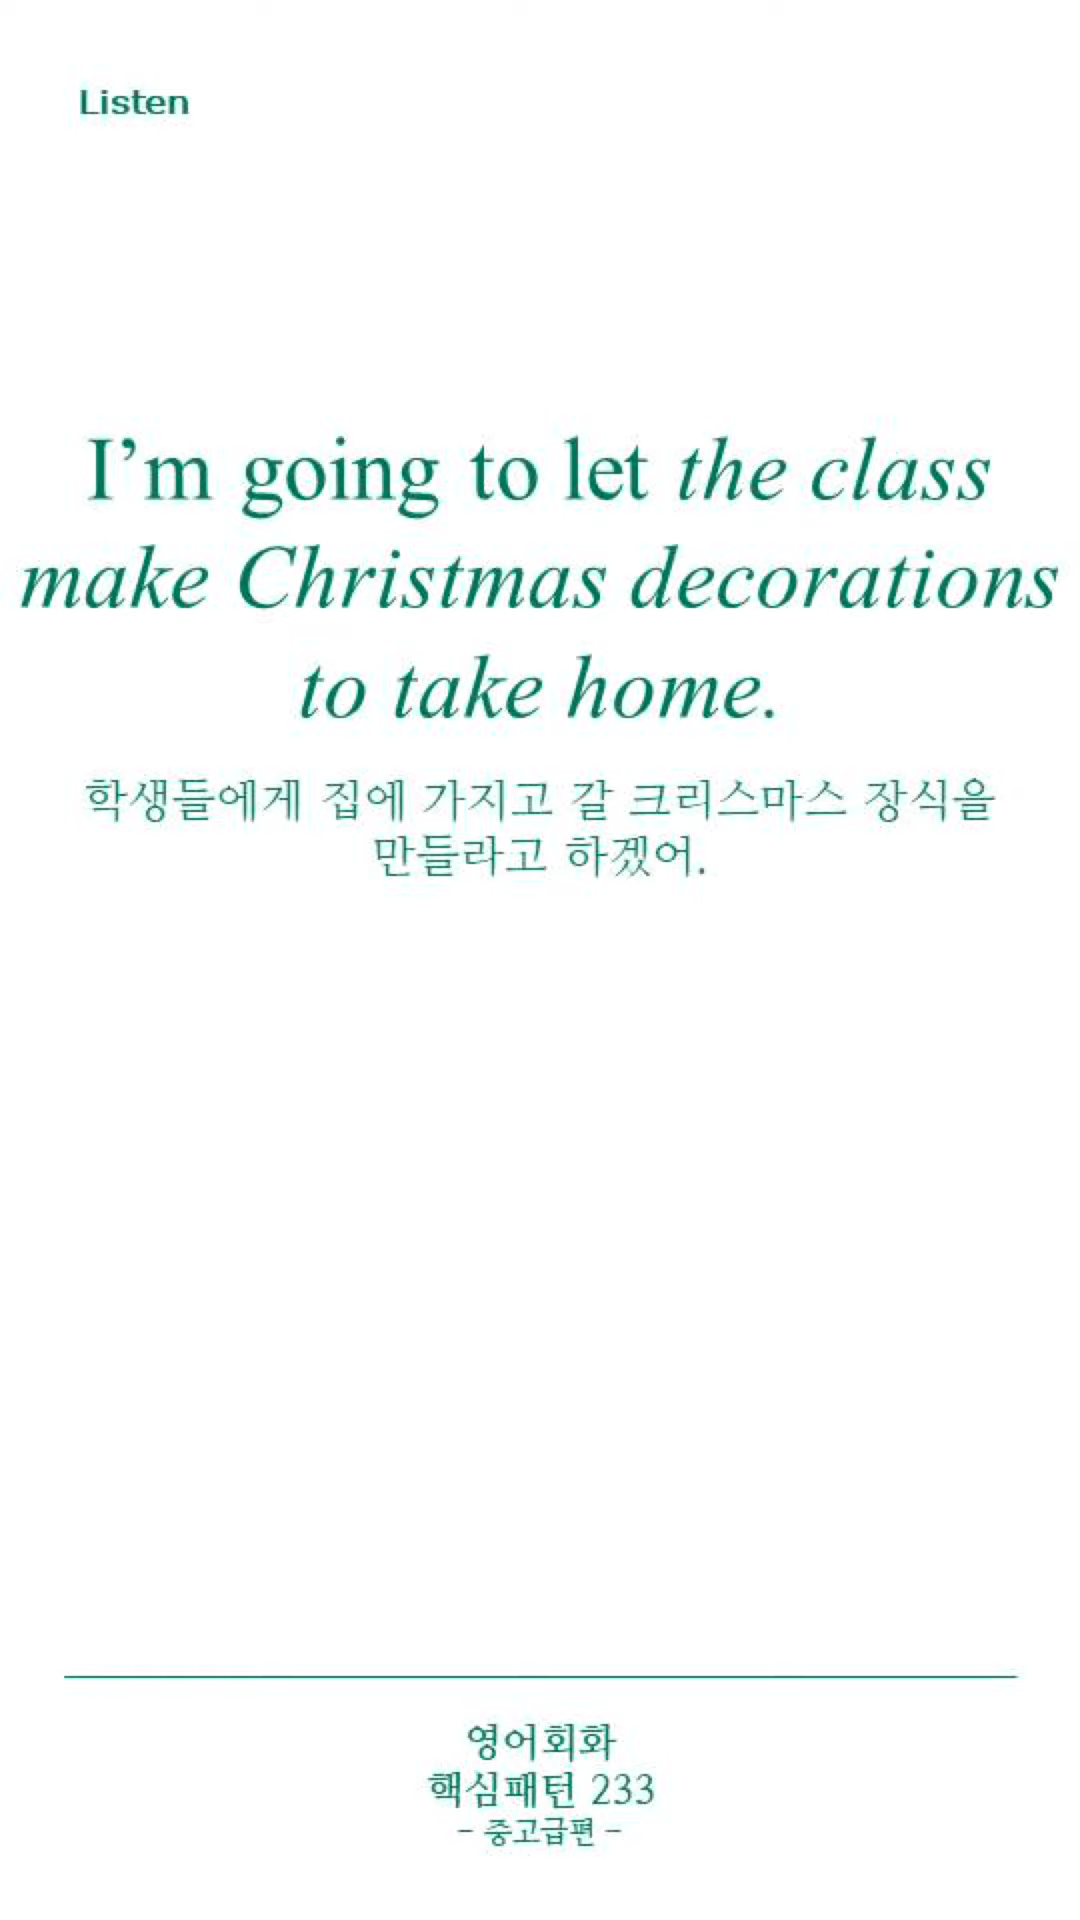 Listen
I’m going to let the class
make Christmas decorations
to take home.
학생들에게 집에 가지고 갈 크리스마스 장식을
만들라고 하겠어.
영어회화
핵심패턴 233
- 중고급편 -